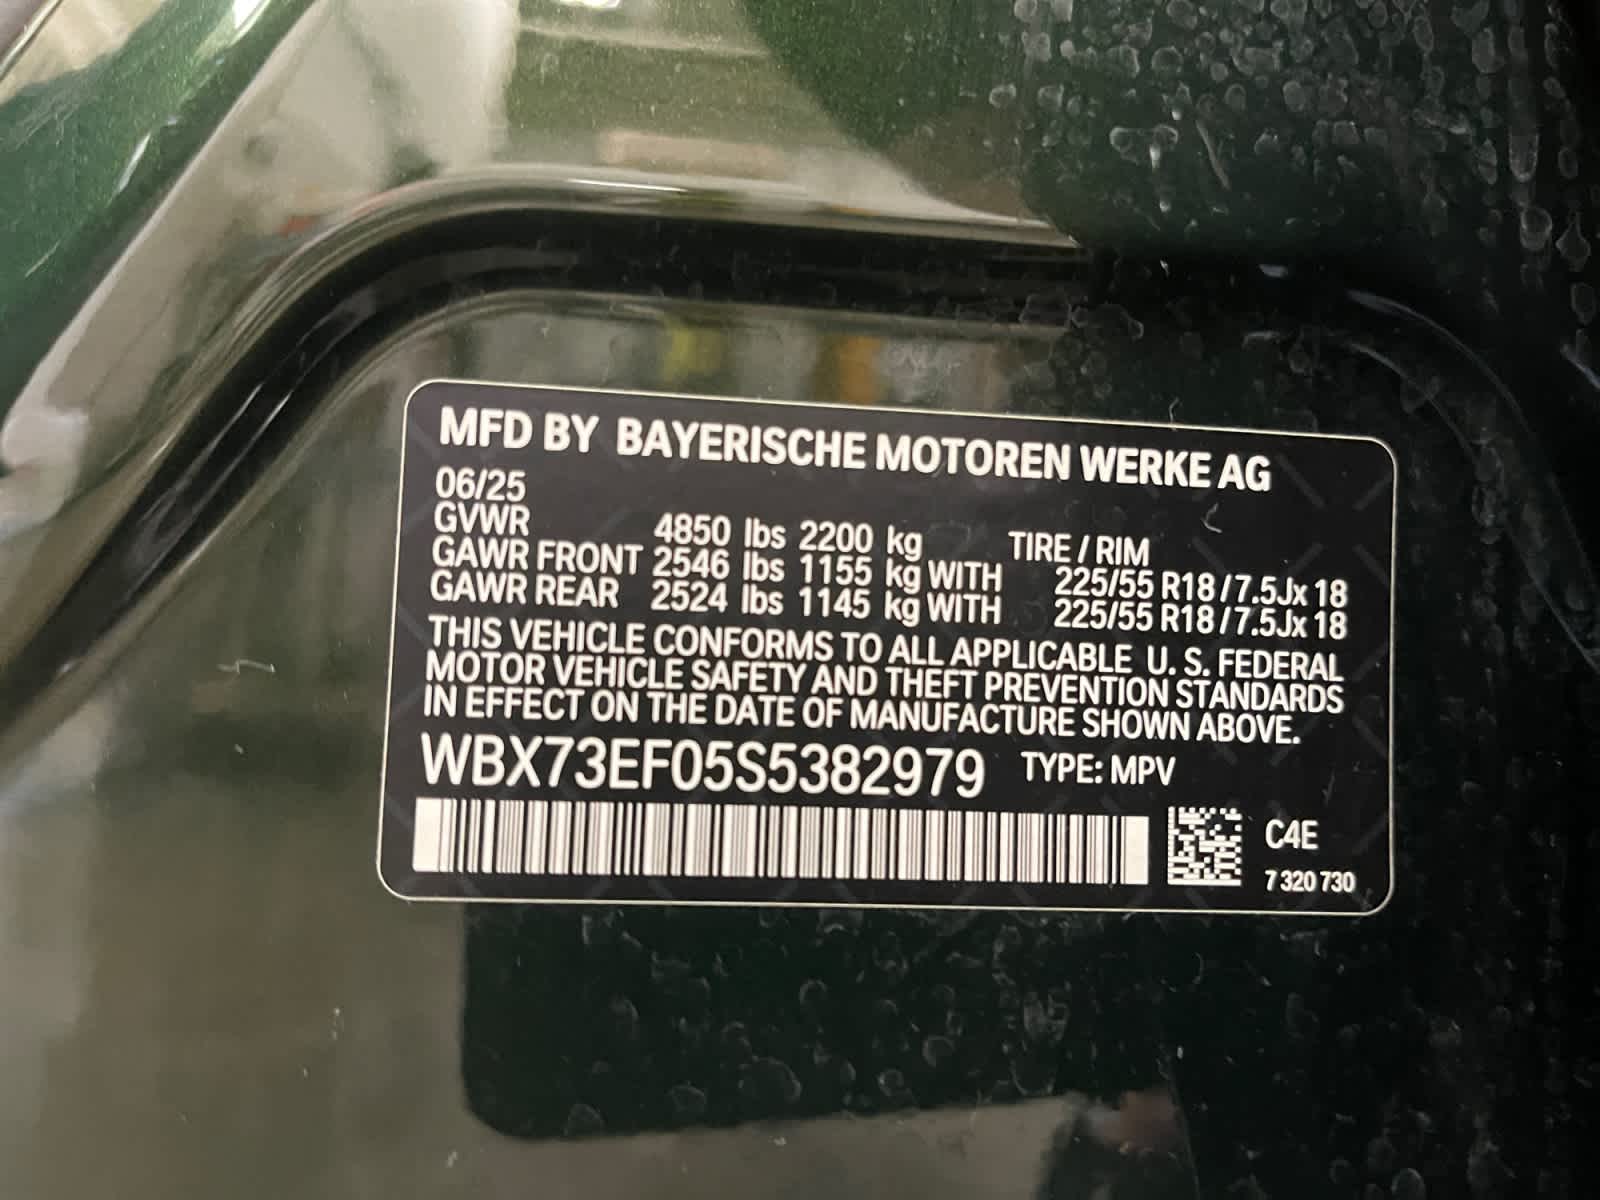 MFD BY BAYERISCHE MOTOREN WERKE AG
06/25
GVWR 4850 lbs 2200 kg TIRE / RIM
GAWR FRONT 2546 lbs 1155 kg WITH 225/55 R18 / 7.5Jx 18
GAWR REAR 2524 lbs 1145 kg WITH 225/55 R18 / 7.5Jx 18
THIS VEHICLE CONFORMS TO ALL APPLICABLE U. S. FEDERAL
MOTOR VEHICLE SAFETY AND THEFT PREVENTION STANDARDS
IN EFFECT ON THE DATE OF MANUFACTURE SHOWN ABOVE.
WBX73EF05S5382979 TYPE: MPV
C4E
7 320 730